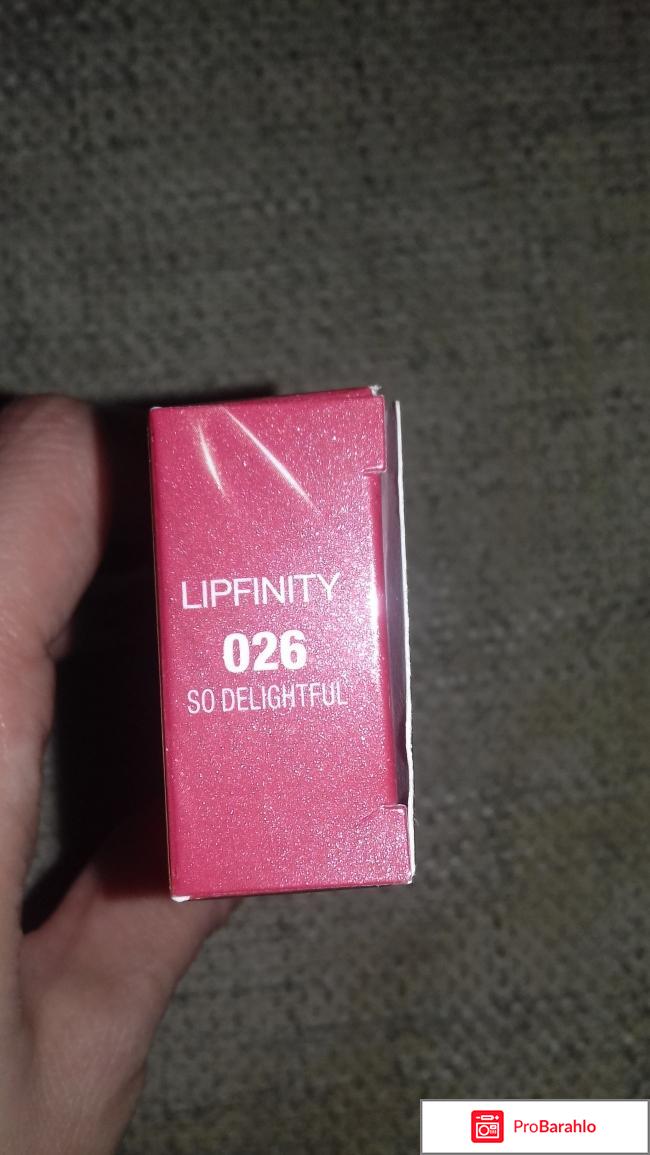 LIPFINITY
026
SO DELIGHTFUL
ProBarahlo